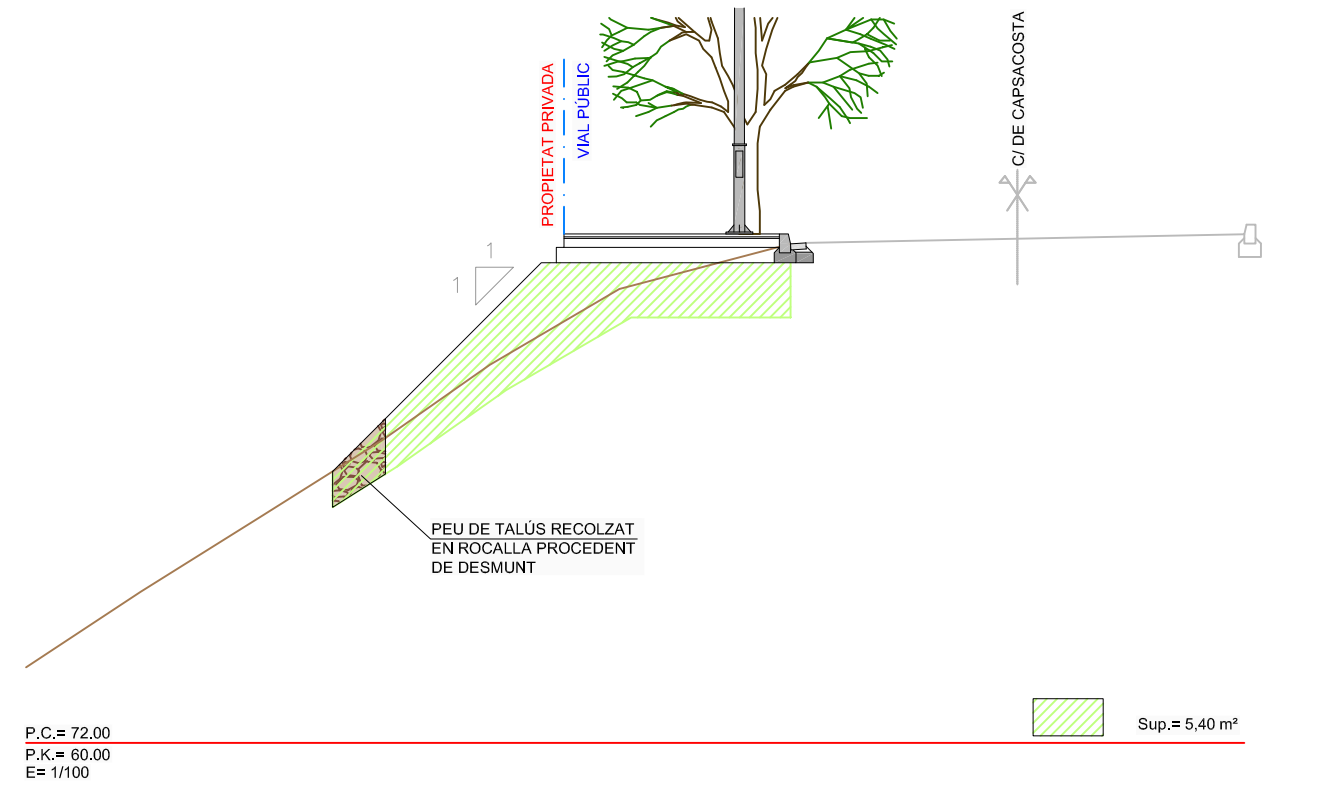 PROPIETAT PRIVADA
VIAL PÚBLIC
C/ DE CAPSACOSTA
1
1
PEU DE TALÚS RECOLZAT
EN ROCALLA PROCEDENT
DE DESMUNT
P.C.= 72.00
Sup.= 5,40 m²
P.K.= 60.00
E= 1/100